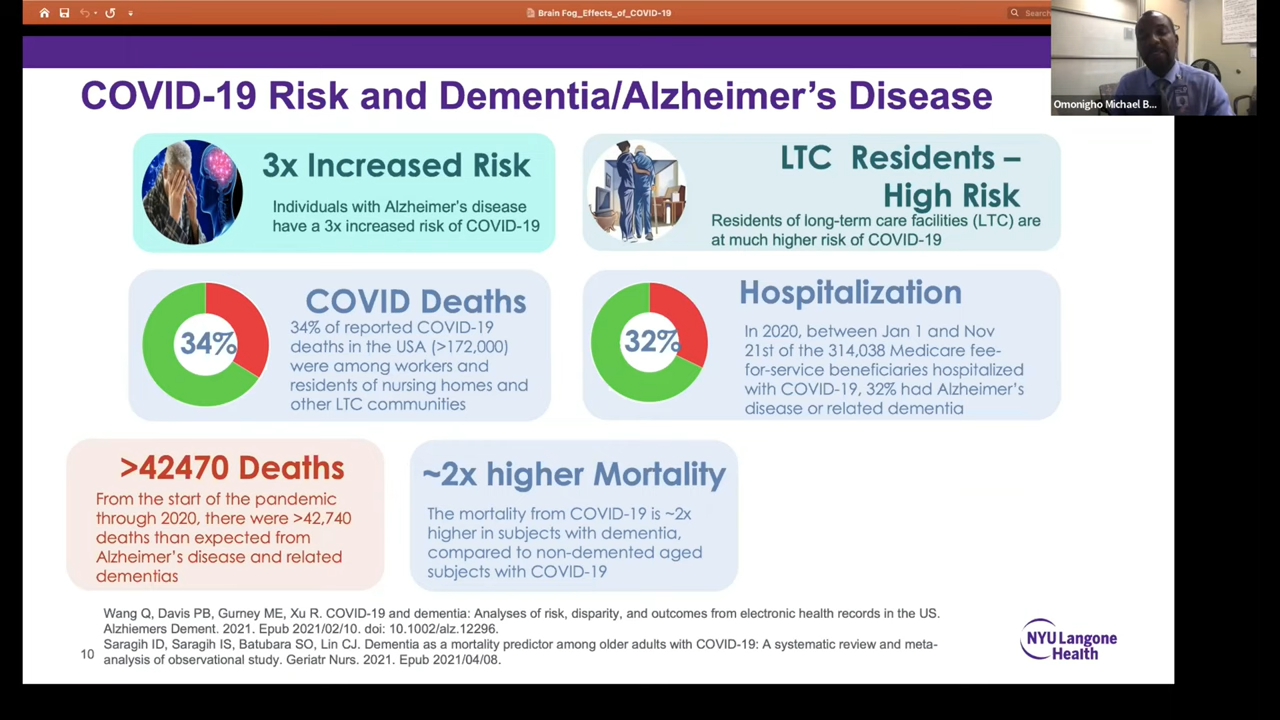 Brain Fog_Effects_of_COVID-19
Search
Omonigho Michael B...
COVID-19 Risk and Dementia/Alzheimer's Disease
3x Increased Risk
Individuals with Alzheimer's disease
have a 3x increased risk of COVID-19
LTC Residents –
High Risk
Residents of long-term care facilities (LTC) are
at much higher risk of COVID-19
34%
COVID Deaths
34% of reported COVID-19
deaths in the USA (>172,000)
were among workers and
residents of nursing homes and
other LTC communities
32%
Hospitalization
In 2020, between Jan 1 and Nov
21st of the 314,038 Medicare fee-
for-service beneficiaries hospitalized
with COVID-19, 32% had Alzheimer's
disease or related dementia
>42470 Deaths
From the start of the pandemic
through 2020, there were >42,740
deaths than expected from
Alzheimer's disease and related
dementias
~2x higher Mortality
The mortality from COVID-19 is ~2x
higher in subjects with dementia,
compared to non-demented aged
subjects with COVID-19
Wang Q, Davis PB, Gurney ME, Xu R. COVID-19 and dementia: Analyses of risk, disparity, and outcomes from electronic health records in the US.
Alzhiemers Dement. 2021. Epub 2021/02/10. doi: 10.1002/alz.12296.
Saragih ID, Saragih IS, Batubara SO, Lin CJ. Dementia as a mortality predictor among older adults with COVID-19: A systematic review and meta-
analysis of observational study. Geriatr Nurs. 2021. Epub 2021/04/08.
10
NYU Langone
Health